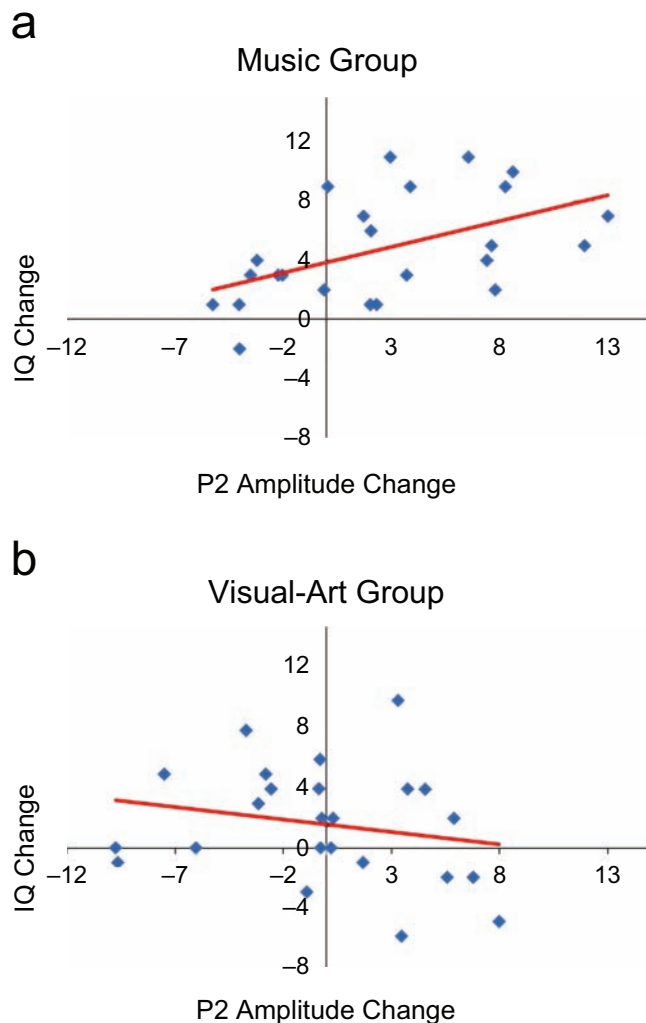 a
Music Group
12
8
4
0
–12 –7 –2 3 8 13
–4
–8
IQ Change
P2 Amplitude Change
b
Visual-Art Group
12
8
4
0
–12 –7 –2 3 8 13
–4
–8
IQ Change
P2 Amplitude Change